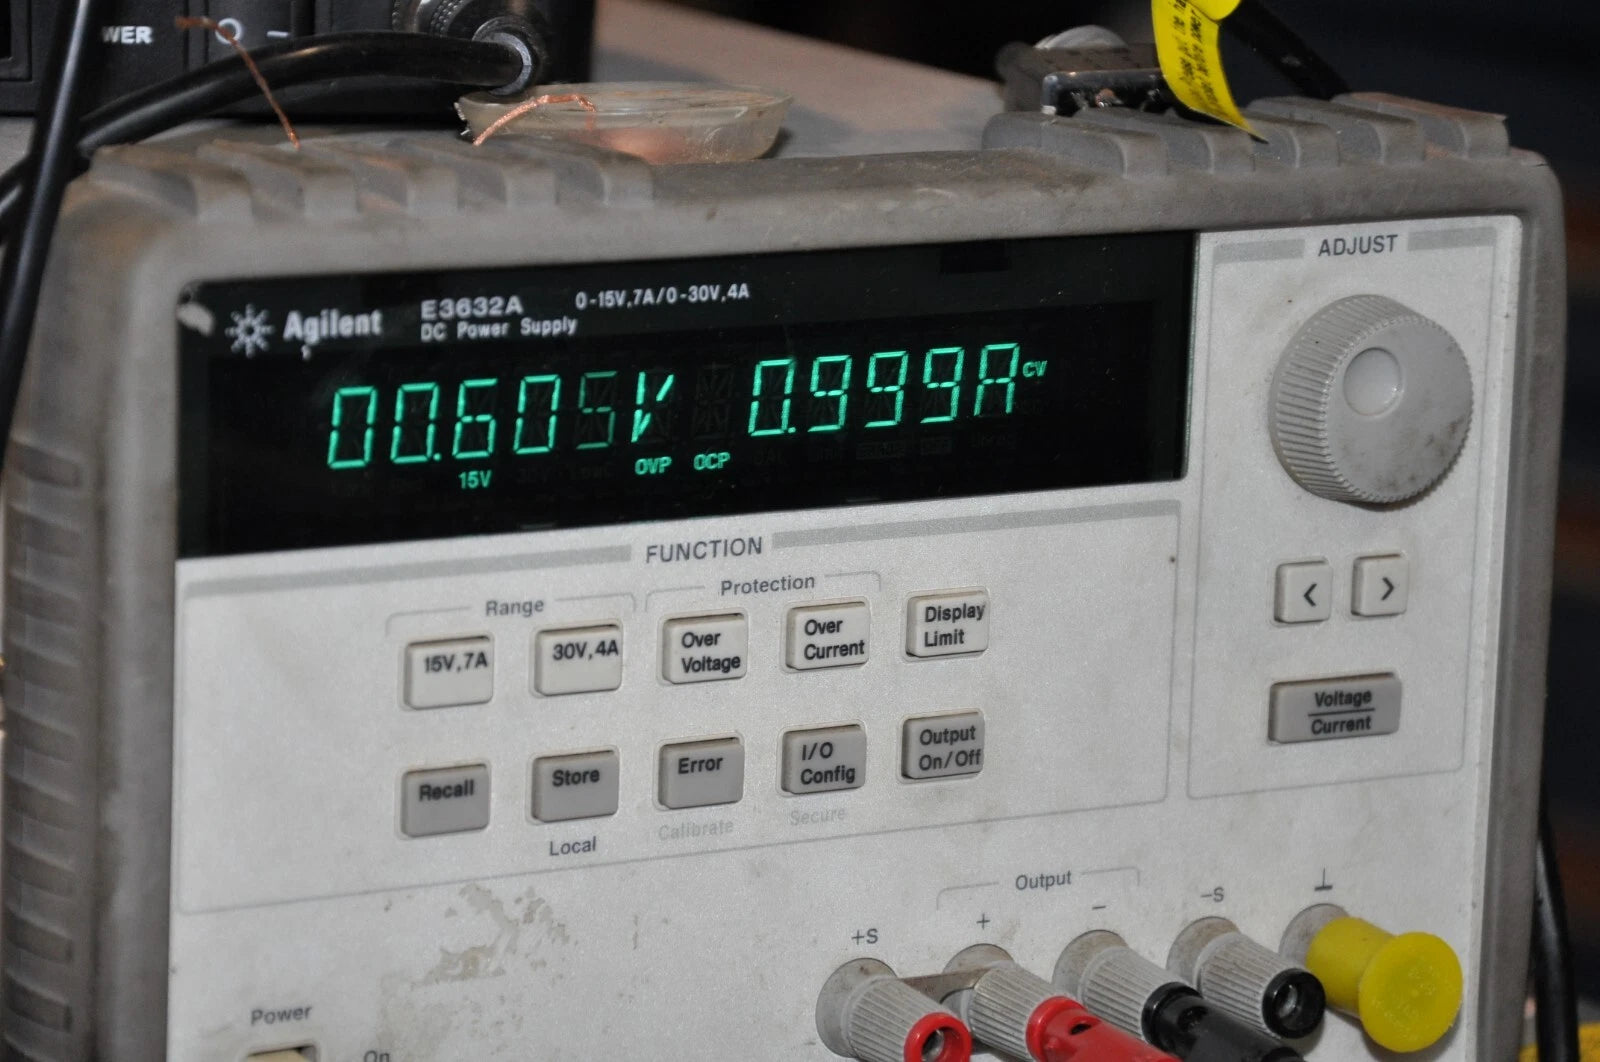 WER
Agilent
E3632A
0-15V,7A/0-30V,4A
DC Power Supply
00.605V 0.999A CV
15V OVP OCP
ADJUST
FUNCTION
Range
Protection
15V,7A
30V,4A
Over
Voltage
Over
Current
Display
Limit
< >
Voltage
Current
Recall
Store
Error
I/O
Config
Output
On/Off
Local
Calibrate
Secure
Output
+S
+
-
-S
⊥
Power
On